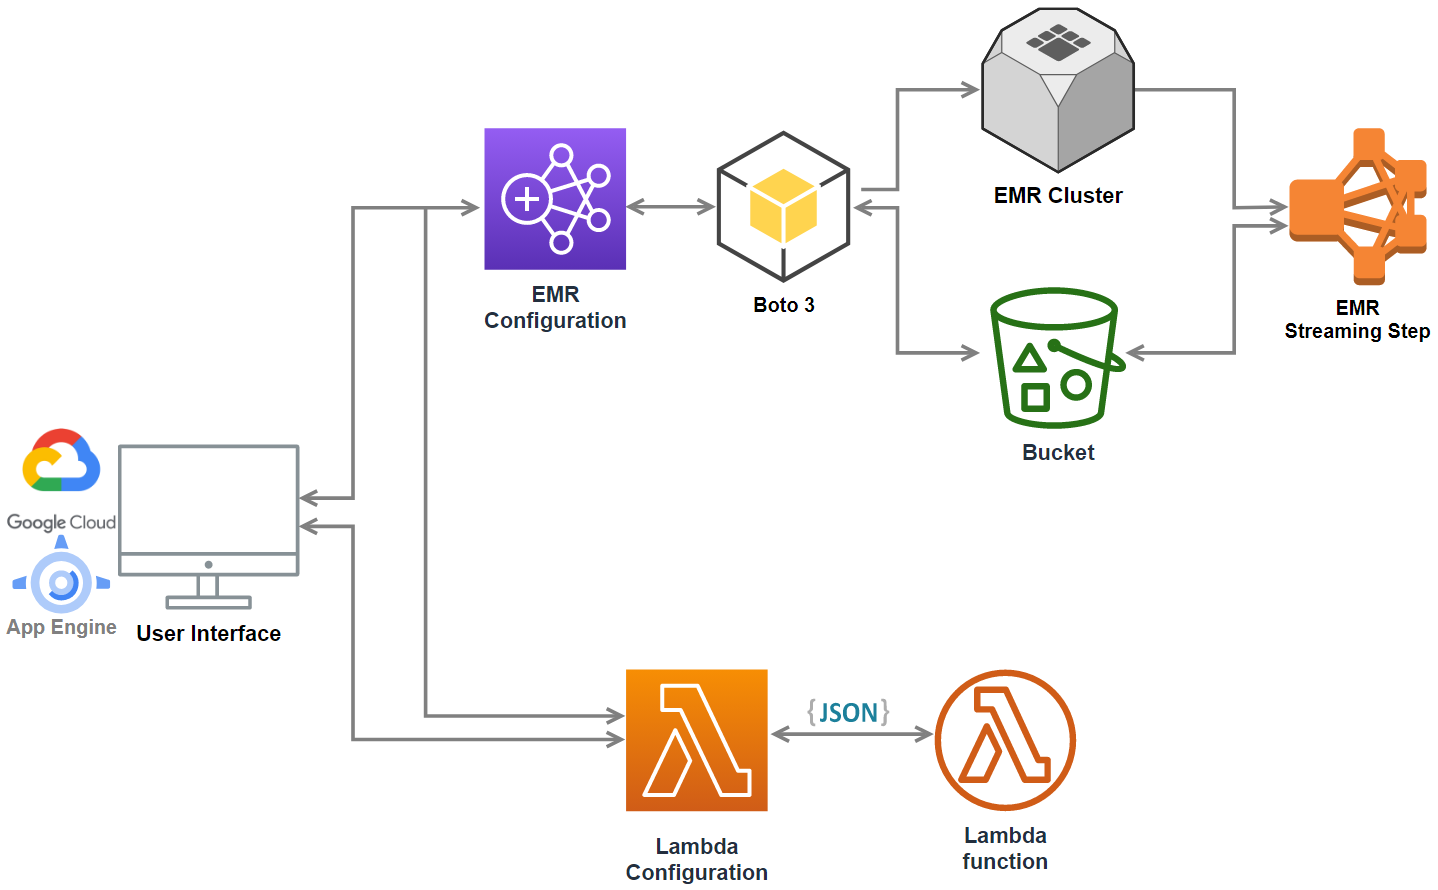 EMR Cluster
EMR
Configuration
Boto 3
EMR
Streaming Step
Bucket
Google Cloud
App Engine
User Interface
{JSON}
Lambda
Configuration
Lambda
function